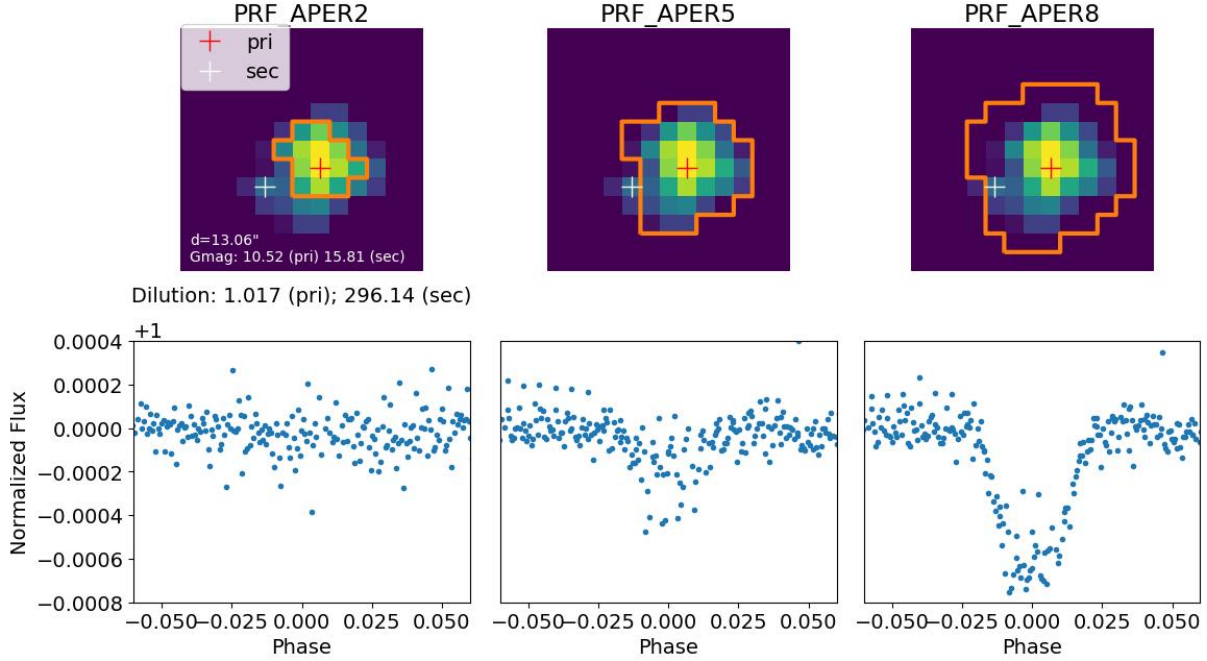 PRF_APER2
PRF_APER5
PRF_APER8
pri
sec
d=13.06"
Gmag: 10.52 (pri) 15.81 (sec)
Dilution: 1.017 (pri); 296.14 (sec)
+1
0.0004
0.0002
0.0000
−0.0002
−0.0004
−0.0006
−0.0008
Normalized Flux
−0.050 −0.025 0.000 0.025 0.050
−0.050 −0.025 0.000 0.025 0.050
−0.050 −0.025 0.000 0.025 0.050
Phase
Phase
Phase